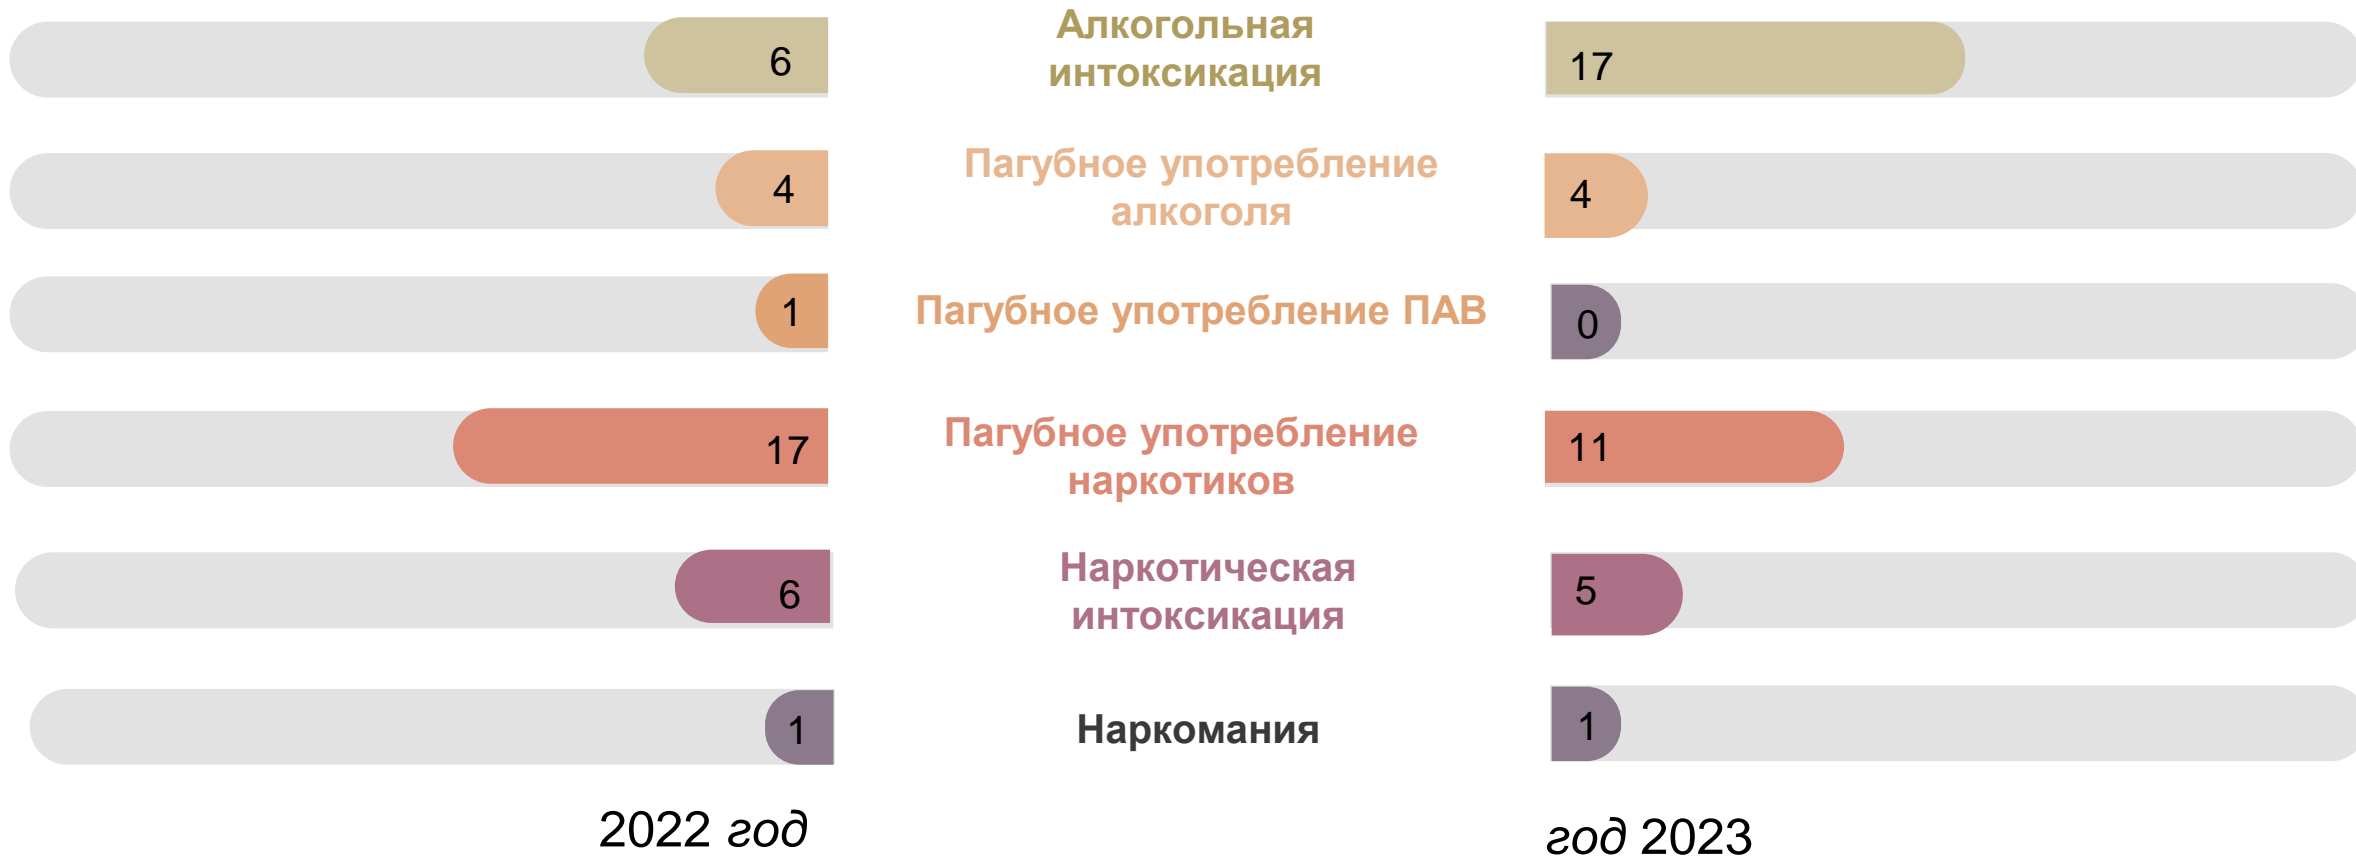 Алкогольная
интоксикация
6
17
Пагубное употребление
алкоголя
4
4
1
Пагубное употребление ПАВ
0
Пагубное употребление
наркотиков
17
11
Наркотическая
интоксикация
6
5
1
Наркомания
1
2022 год
год 2023